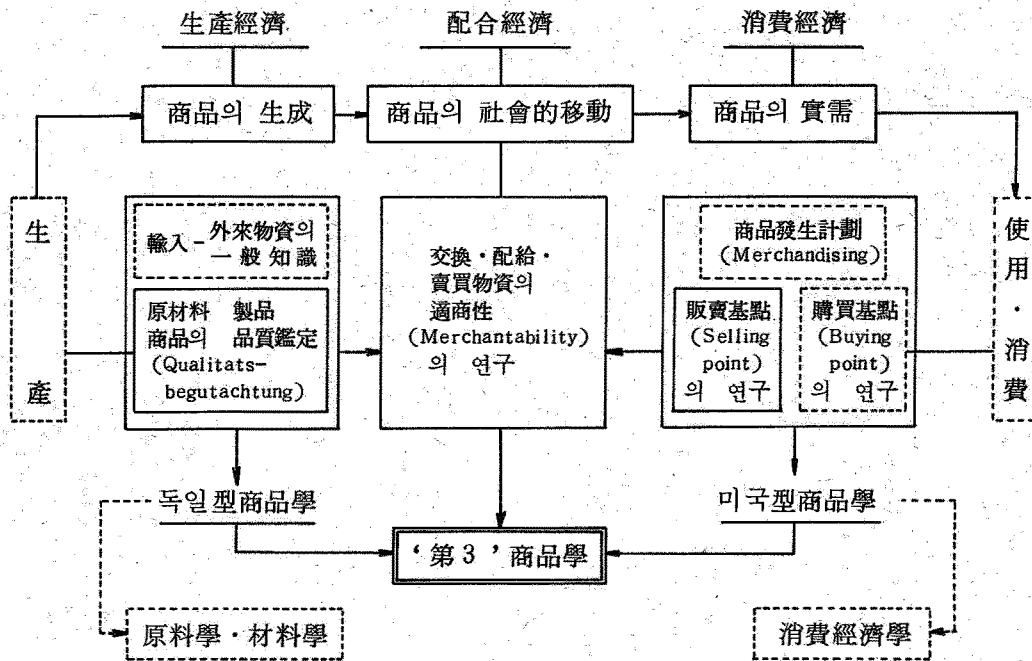 生產經濟
配合經濟
消費經濟
商品의 生成
商品의 社會的移動
商品의 實需
生
產
輸入-外來物資의
一般知識
原材料 製品
商品의 品質鑑定
(Qualitats-
begutachtung)
交換·配給·
賣買物資의
適商性
(Merchantability)
의 연구
商品發生計劃
(Merchandising)
販賣基點
(Selling
point)
의 연구
購買基點
(Buying
point)
의 연구
使
用
·
消
費
독일型商品學
미국型商品學
‘第3’商品學
原料學·材料學
消費經濟學